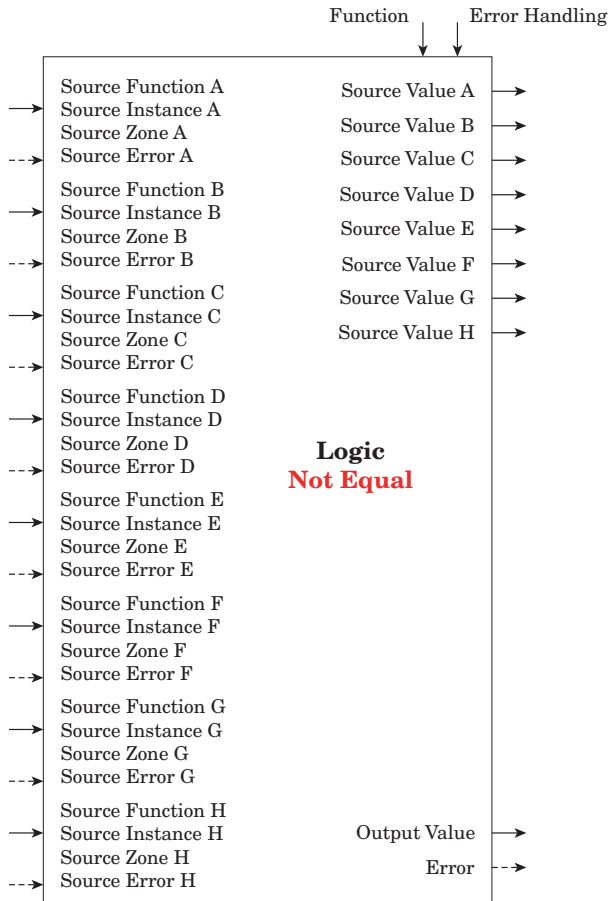 Function
Error Handling
Source Function A
Source Instance A
Source Zone A
Source Error A
Source Function B
Source Instance B
Source Zone B
Source Error B
Source Function C
Source Instance C
Source Zone C
Source Error C
Source Function D
Source Instance D
Source Zone D
Source Error D
Source Function E
Source Instance E
Source Zone E
Source Error E
Source Function F
Source Instance F
Source Zone F
Source Error F
Source Function G
Source Instance G
Source Zone G
Source Error G
Source Function H
Source Instance H
Source Zone H
Source Error H
Source Value A
Source Value B
Source Value C
Source Value D
Source Value E
Source Value F
Source Value G
Source Value H
Logic
Not Equal
Output Value
Error